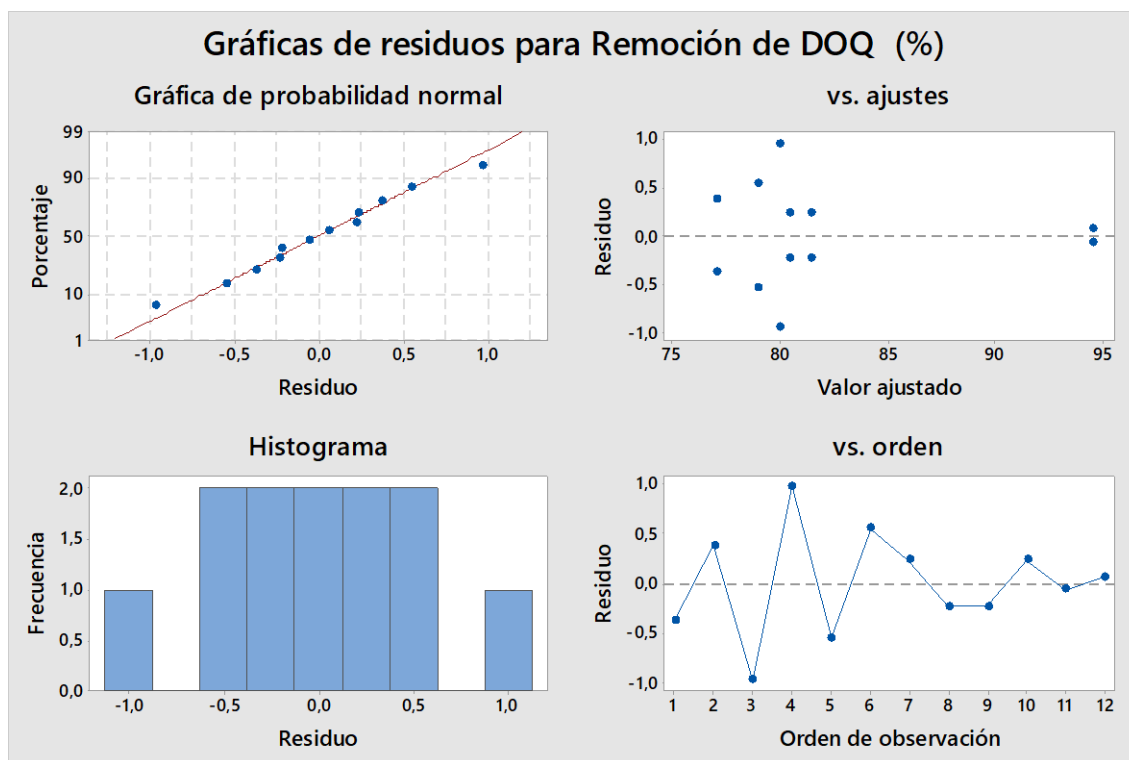 Gráficas de residuos para Remoción de DOQ (%)
Gráfica de probabilidad normal
99
90
50
10
1
Porcentaje
-1,0 -0,5 0,0 0,5 1,0
Residuo
vs. ajustes
1,0
0,5
0,0
-0,5
-1,0
Residuo
75 80 85 90 95
Valor ajustado
Histograma
2,0
1,5
1,0
0,5
0,0
Frecuencia
-1,0 -0,5 0,0 0,5 1,0
Residuo
vs. orden
1,0
0,5
0,0
-0,5
-1,0
Residuo
1 2 3 4 5 6 7 8 9 10 11 12
Orden de observación